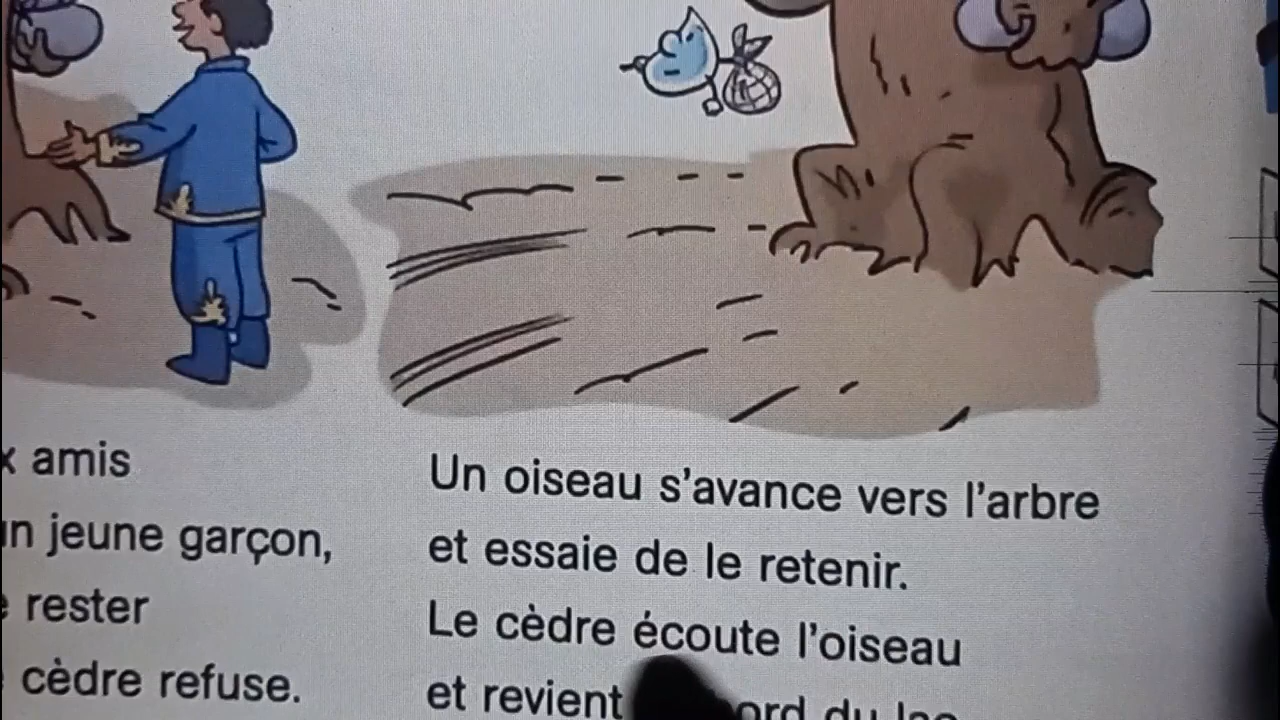 amis
jeune garçon,
rester
cèdre refuse.
Un oiseau s'avance vers l'arbre
et essaie de le retenir.
Le cèdre écoute l'oiseau
et revient du